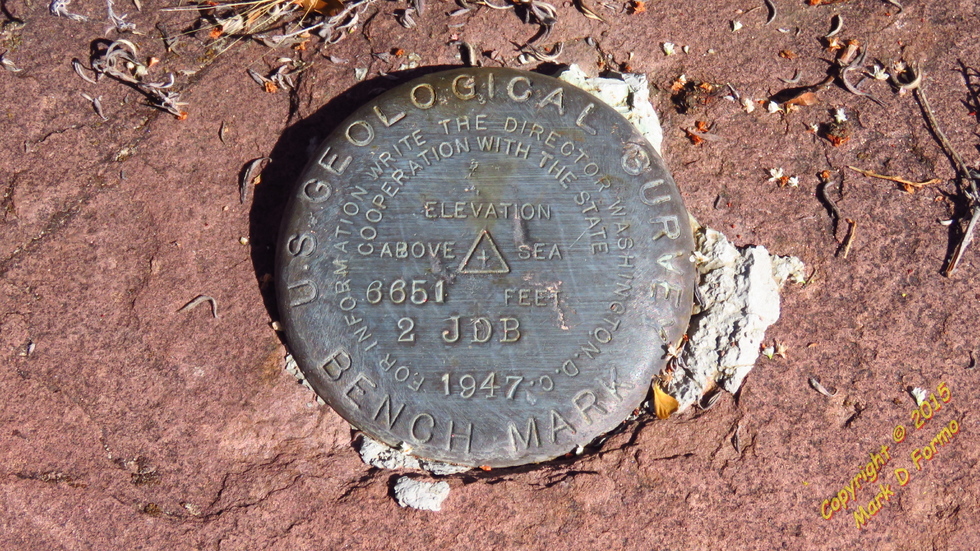 U.S. GEOLOGICAL SURVEY
FOR INFORMATION WRITE THE DIRECTOR WASHINGTON, D.C.
COOPERATION WITH THE STATE
ELEVATION
ABOVE SEA
6651 FEET
2 JDB
1947
BENCH MARK
Copyright © 2015
Mark D Formo